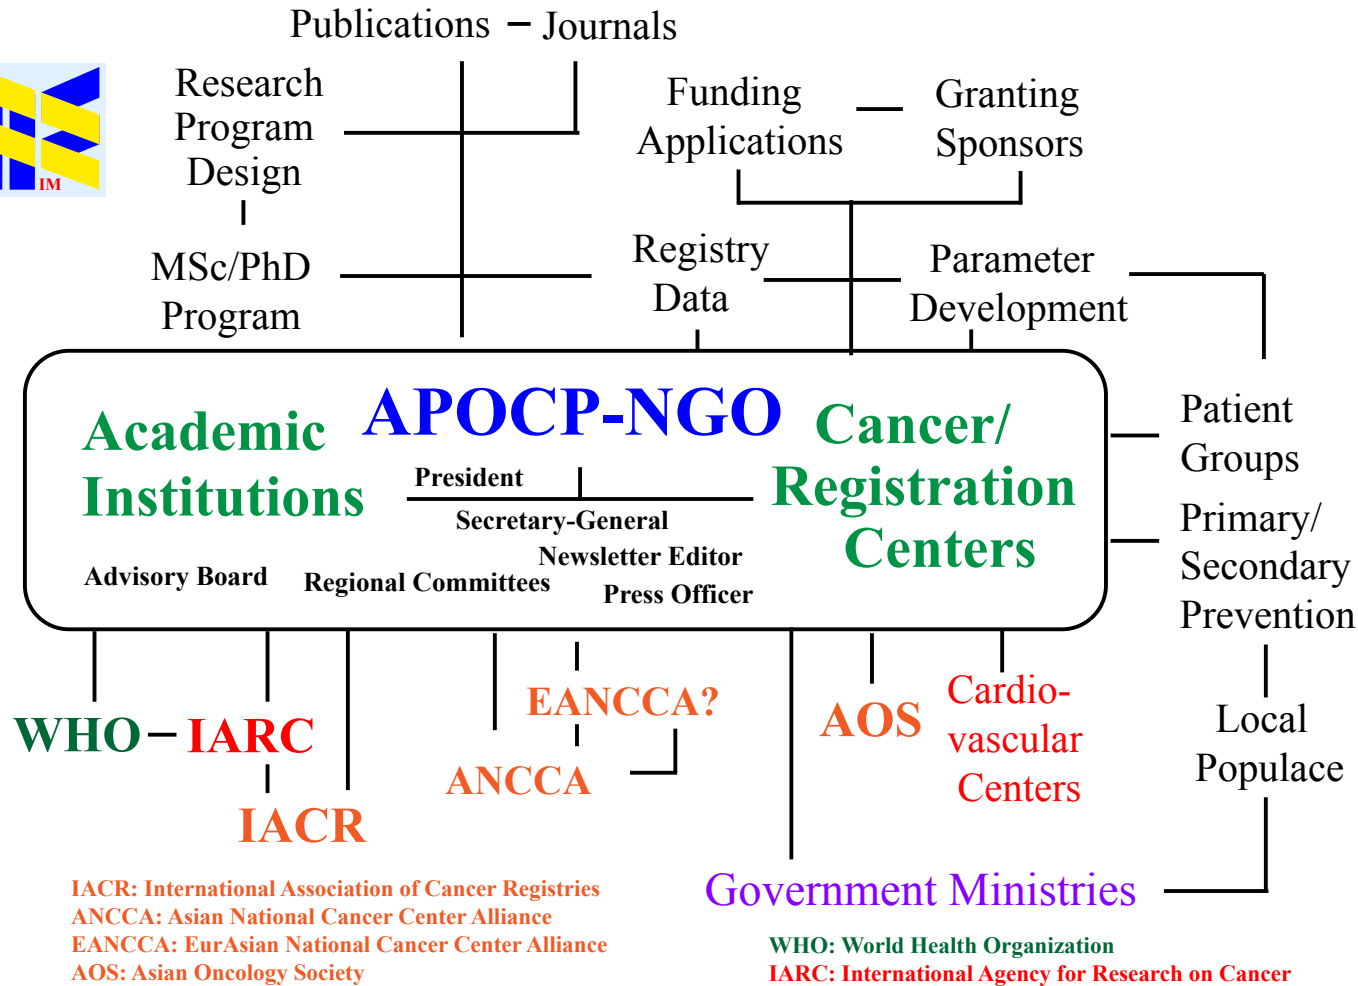 Publications – Journals
Research
Program
Design
Funding
Applications
Granting
Sponsors
IM
MSc/PhD
Program
Registry
Data
Parameter
Development
APOCP-NGO
Academic
Institutions
Cancer/
Registration
Centers
President
Secretary-General
Newsletter Editor
Press Officer
Advisory Board
Regional Committees
Patient
Groups
Primary/
Secondary
Prevention
WHO
IARC
IACR
EANCCA?
ANCCA
AOS
Cardio-
vascular
Centers
Local
Populace
Government Ministries
IACR: International Association of Cancer Registries
ANCCA: Asian National Cancer Center Alliance
EANCCA: EurAsian National Cancer Center Alliance
AOS: Asian Oncology Society
WHO: World Health Organization
IARC: International Agency for Research on Cancer